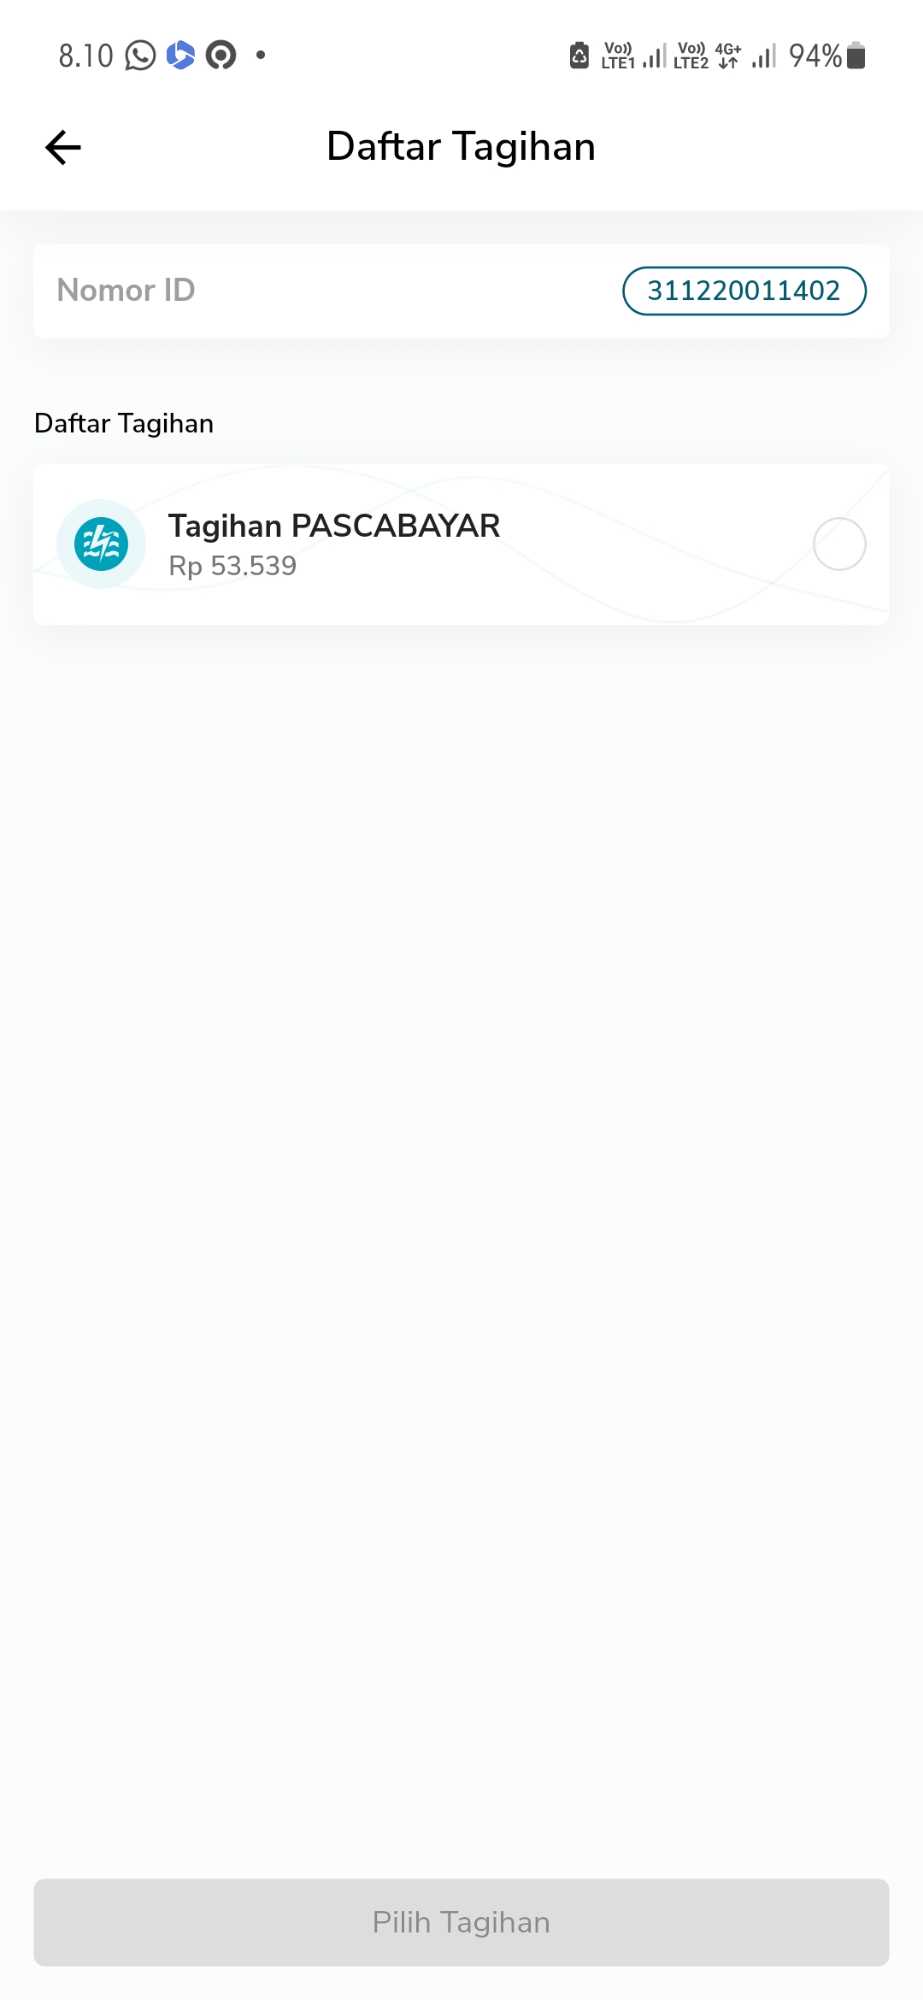 8.10
Vo)) LTE1 Vo)) LTE2 4G+ 94%
Daftar Tagihan
Nomor ID 311220011402
Daftar Tagihan
Tagihan PASCABAYAR
Rp 53.539
Pilih Tagihan